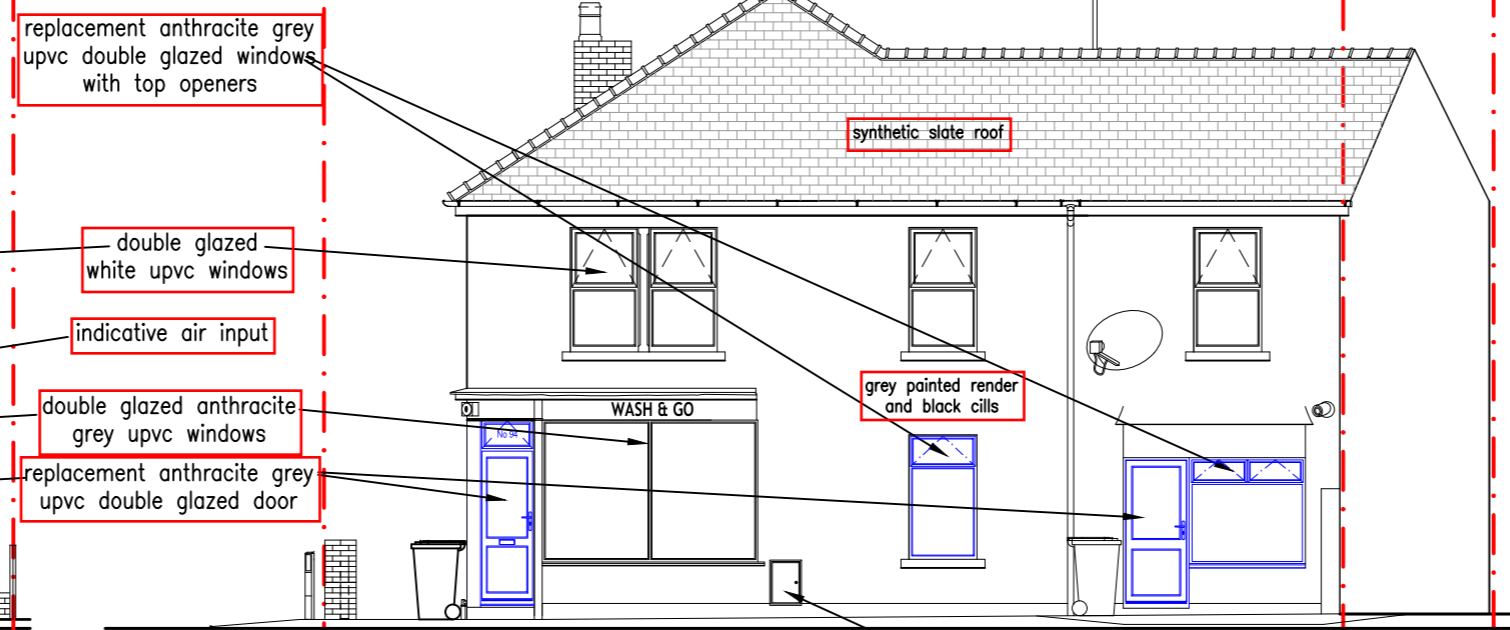 replacement anthracite grey
upvc double glazed windows
with top openers
synthetic slate roof
double glazed
white upvc windows
indicative air input
grey painted render
and black cills
double glazed anthracite
grey upvc windows
WASH & GO
No 94
replacement anthracite grey
upvc double glazed door